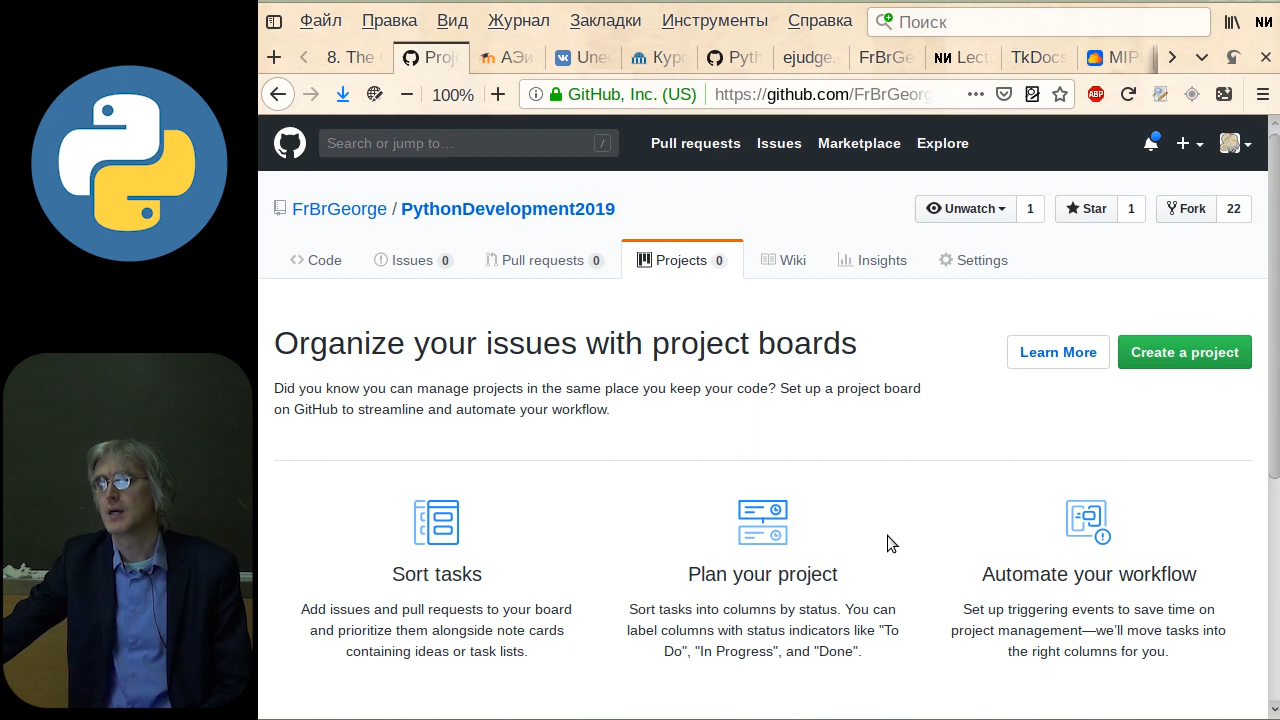 Файл Правка Вид Журнал Закладки Инструменты Справка Поиск
8. The Proj АЭи Une Кур Pyth ejudge. FrBrGe Lect TkDocs MIP
100% GitHub, Inc. (US) https://github.com/FrBrGeorg
Search or jump to… / Pull requests Issues Marketplace Explore
FrBrGeorge / PythonDevelopment2019 Unwatch 1 Star 1 Fork 22
Code Issues 0 Pull requests 0 Projects 0 Wiki Insights Settings
Organize your issues with project boards
Learn More Create a project
Did you know you can manage projects in the same place you keep your code? Set up a project board
on GitHub to streamline and automate your workflow.
Sort tasks
Add issues and pull requests to your board
and prioritize them alongside note cards
containing ideas or task lists.
Plan your project
Sort tasks into columns by status. You can
label columns with status indicators like "To
Do", "In Progress", and "Done".
Automate your workflow
Set up triggering events to save time on
project management—we’ll move tasks into
the right columns for you.